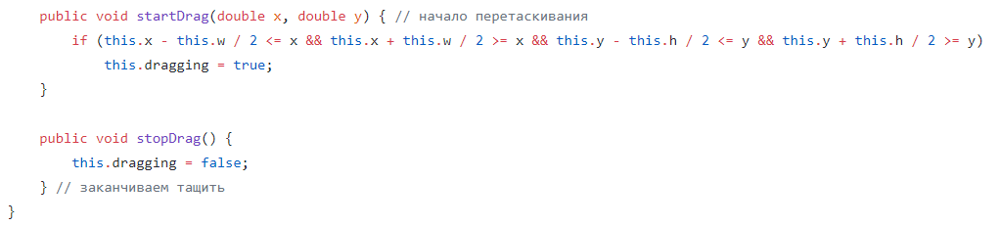 public void startDrag(double x, double y) { // начало перетаскивания
        if (this.x - this.w / 2 <= x && this.x + this.w / 2 >= x && this.y - this.h / 2 <= y && this.y + this.h / 2 >= y)
            this.dragging = true;
    }

    public void stopDrag() {
        this.dragging = false;
    } // заканчиваем тащить
}